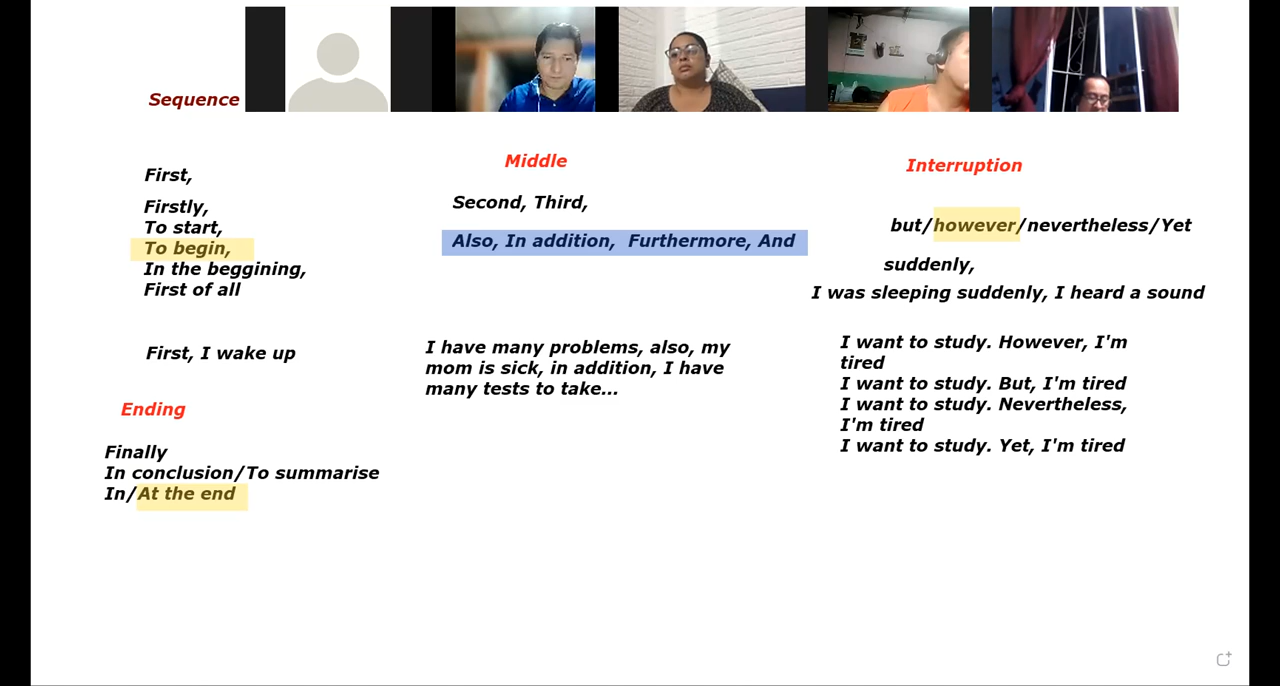 Sequence
First,
Firstly,
To start,
To begin,
In the beggining,
First of all
First, I wake up
Ending
Finally
In conclusion/To summarise
In/At the end
Middle
Second, Third,
Also, In addition,  Furthermore, And
I have many problems, also, my
mom is sick, in addition, I have
many tests to take...
Interruption
but/however/nevertheless/Yet
suddenly,
I was sleeping suddenly, I heard a sound
I want to study. However, I'm
tired
I want to study. But, I'm tired
I want to study. Nevertheless,
I'm tired
I want to study. Yet, I'm tired